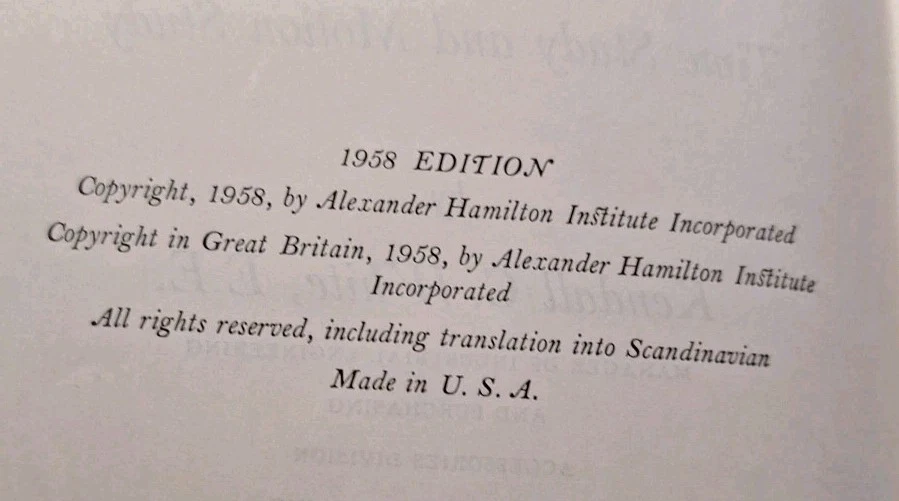 1958 EDITION
Copyright, 1958, by Alexander Hamilton Institute Incorporated
Copyright in Great Britain, 1958, by Alexander Hamilton Institute
Incorporated
All rights reserved, including translation into Scandinavian
Made in U. S. A.